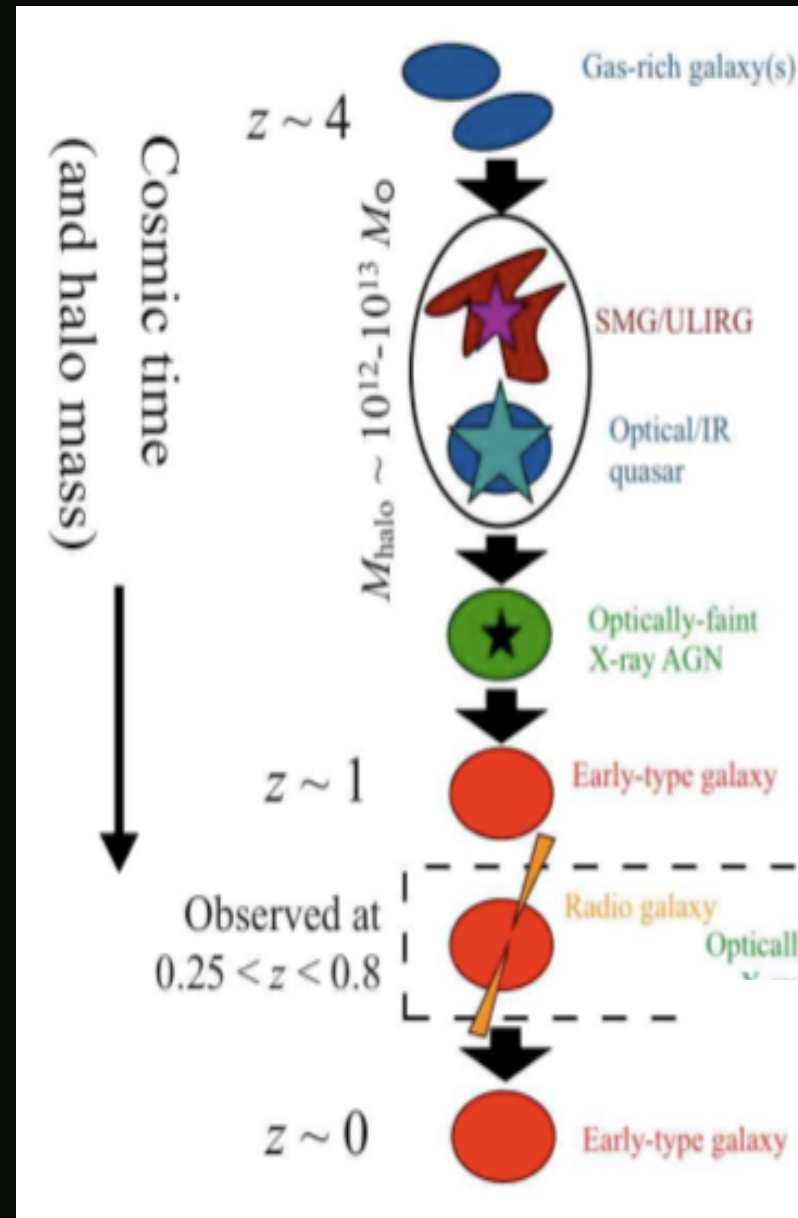 Gas-rich galaxy(s)
z ~ 4
Cosmic time
(and halo mass)
M_halo ~ 10^12-10^13 M○
SMG/ULIRG
Optical/IR
quasar
Optically-faint
X-ray AGN
z ~ 1
Early-type galaxy
Observed at
0.25 < z < 0.8
Radio galaxy
z ~ 0
Early-type galaxy